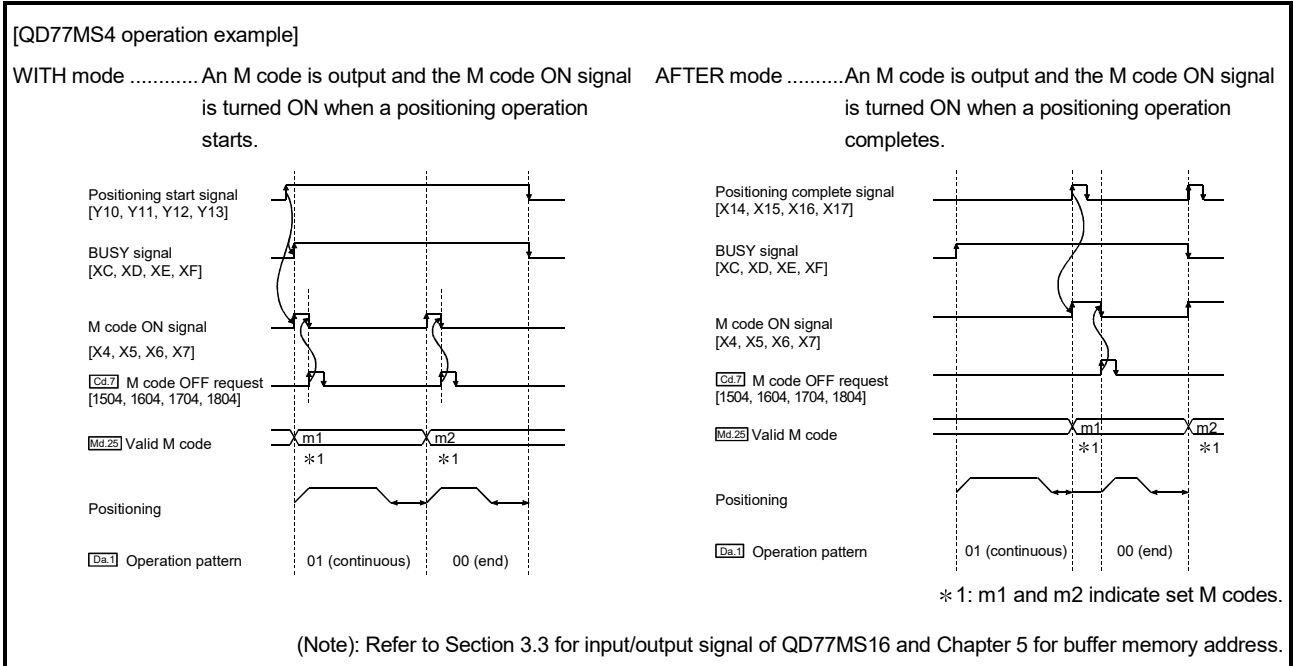 [QD77MS4 operation example]
WITH mode ............ An M code is output and the M code ON signal
is turned ON when a positioning operation
starts.
Positioning start signal
[Y10, Y11, Y12, Y13]
BUSY signal
[XC, XD, XE, XF]
M code ON signal
[X4, X5, X6, X7]
Cd.7 M code OFF request
[1504, 1604, 1704, 1804]
Md.25 Valid M code
m1
m2
*1
*1
Positioning
Da.1 Operation pattern
01 (continuous)
00 (end)
AFTER mode .........An M code is output and the M code ON signal
is turned ON when a positioning operation
completes.
Positioning complete signal
[X14, X15, X16, X17]
BUSY signal
[XC, XD, XE, XF]
M code ON signal
[X4, X5, X6, X7]
Cd.7 M code OFF request
[1504, 1604, 1704, 1804]
Md.25 Valid M code
m1
m2
*1
*1
Positioning
Da.1 Operation pattern
01 (continuous)
00 (end)
*1: m1 and m2 indicate set M codes.
(Note): Refer to Section 3.3 for input/output signal of QD77MS16 and Chapter 5 for buffer memory address.